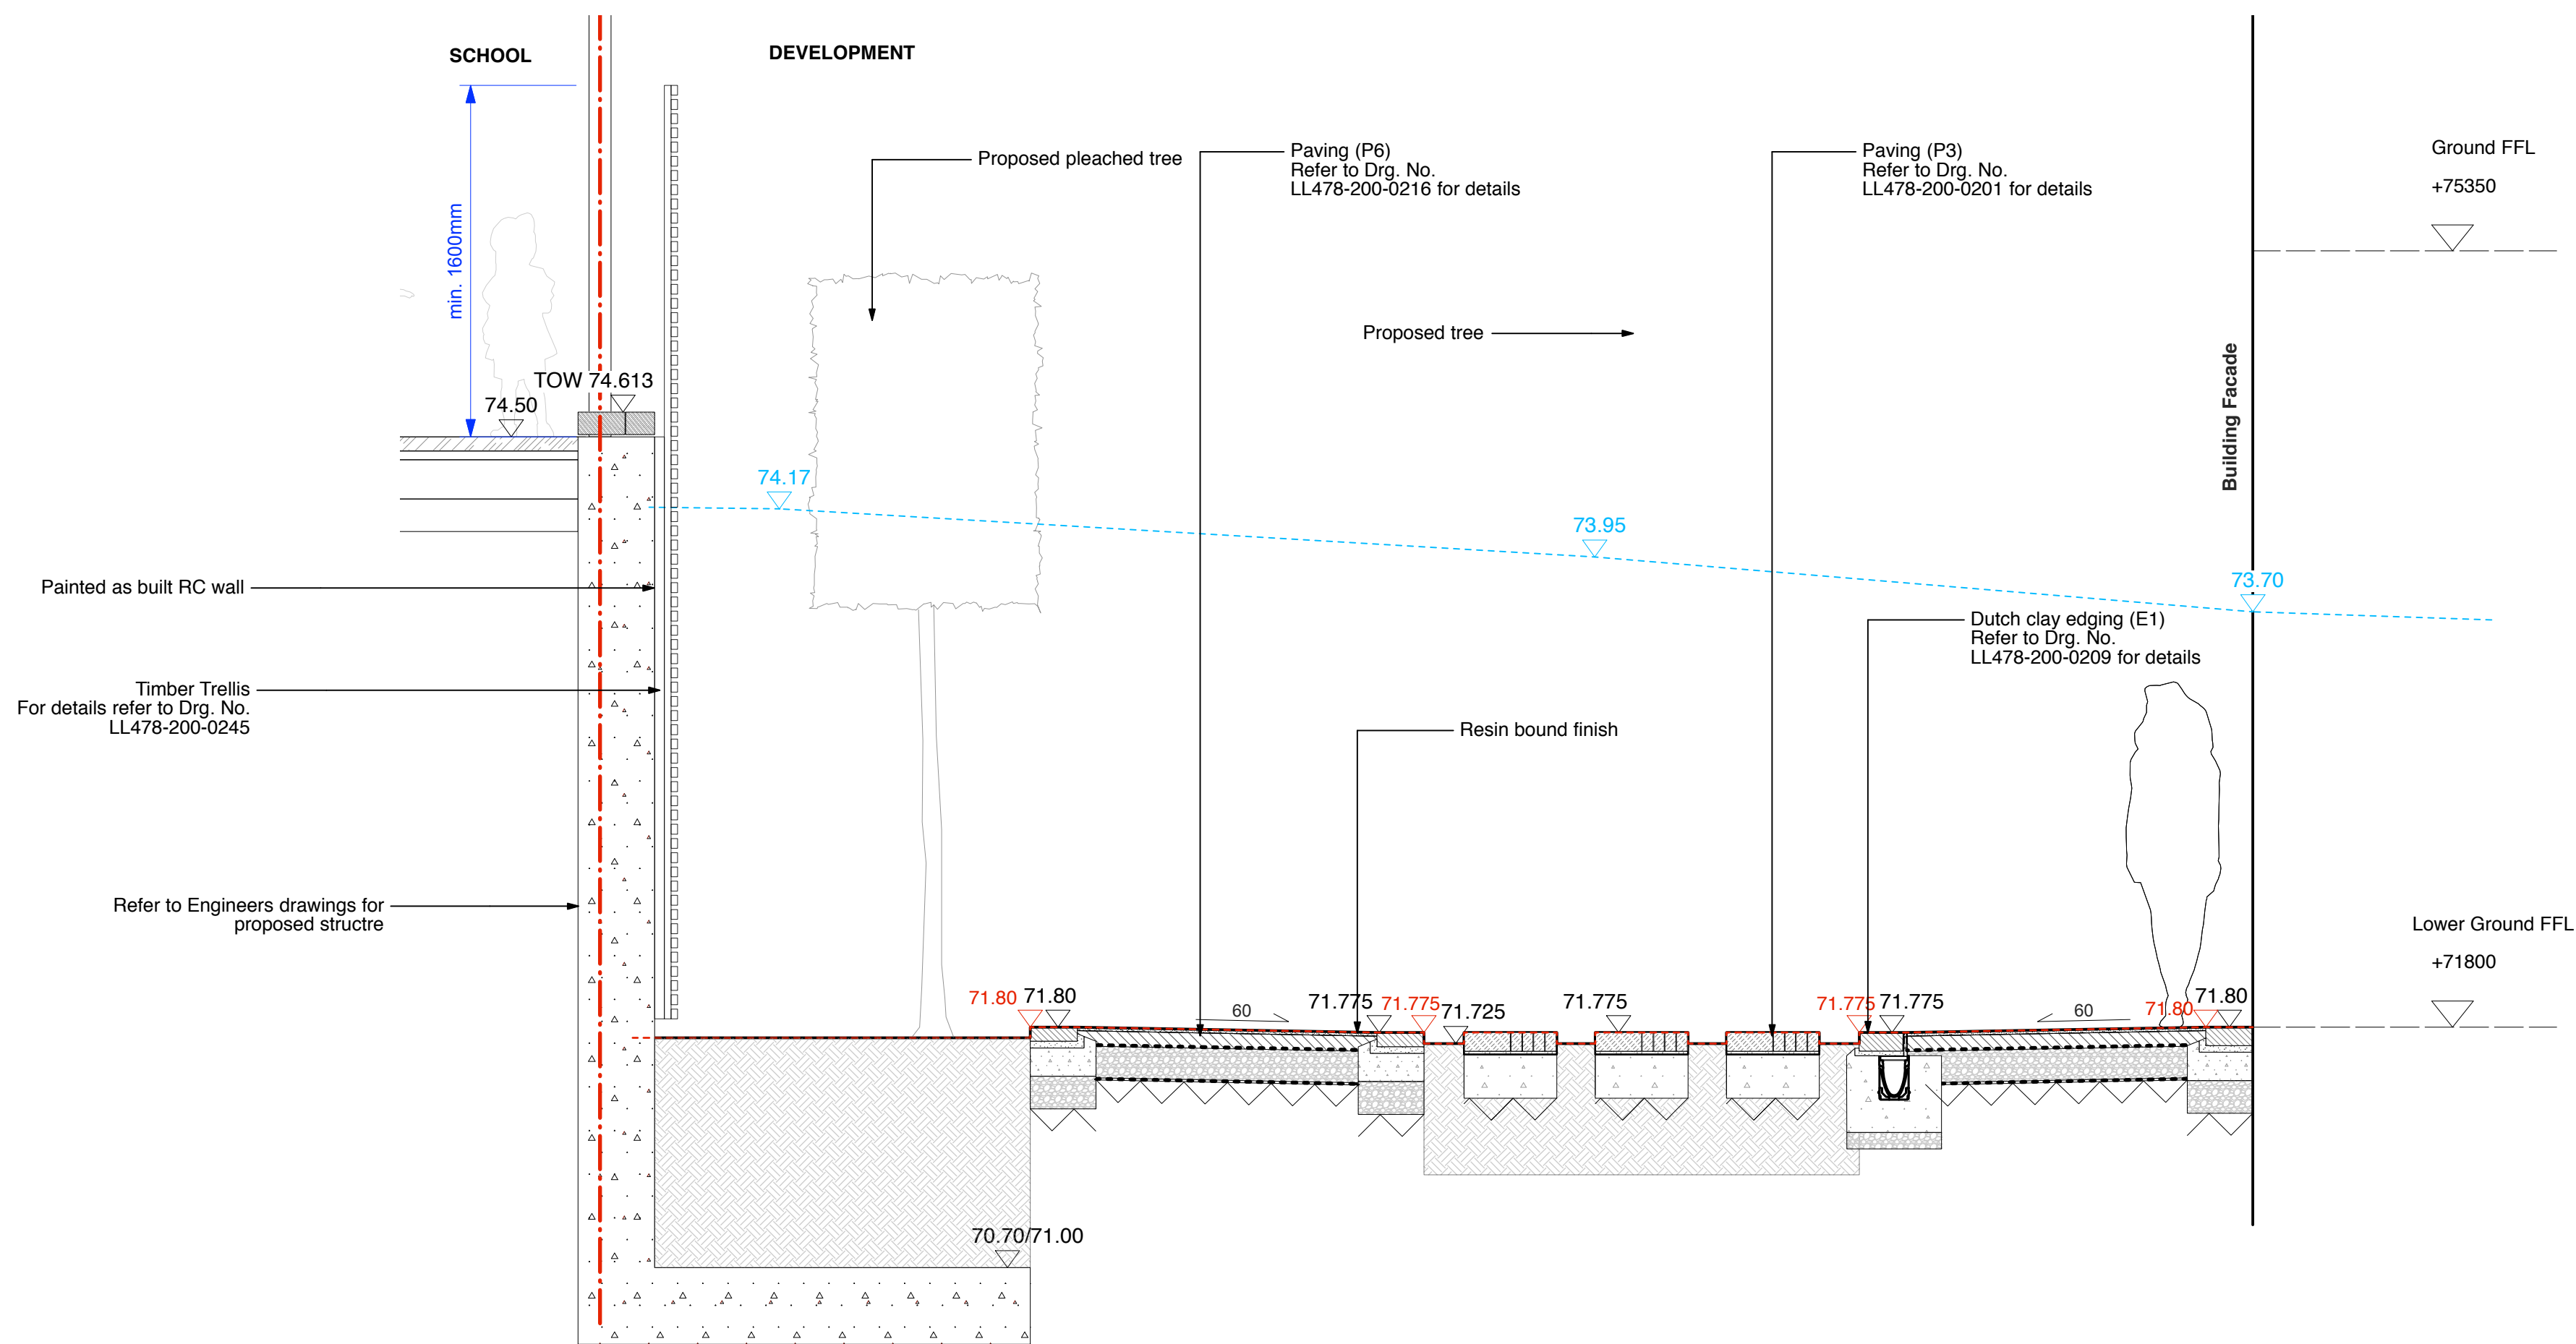 SCHOOL
DEVELOPMENT
min. 1600mm
Proposed pleached tree
Paving (P6)
Refer to Drg. No.
LL478-200-0216 for details
Paving (P3)
Refer to Drg. No.
LL478-200-0201 for details
Ground FFL
+75350
Proposed tree
Building Facade
TOW 74.613
74.50
74.17
73.95
73.70
Painted as built RC wall
Dutch clay edging (E1)
Refer to Drg. No.
LL478-200-0209 for details
Timber Trellis
For details refer to Drg. No.
LL478-200-0245
Resin bound finish
Refer to Engineers drawings for
proposed structre
Lower Ground FFL
+71800
71.80
71.80
60
71.775
71.775
71.725
71.775
71.775
71.775
60
71.80
71.80
70.70/71.00